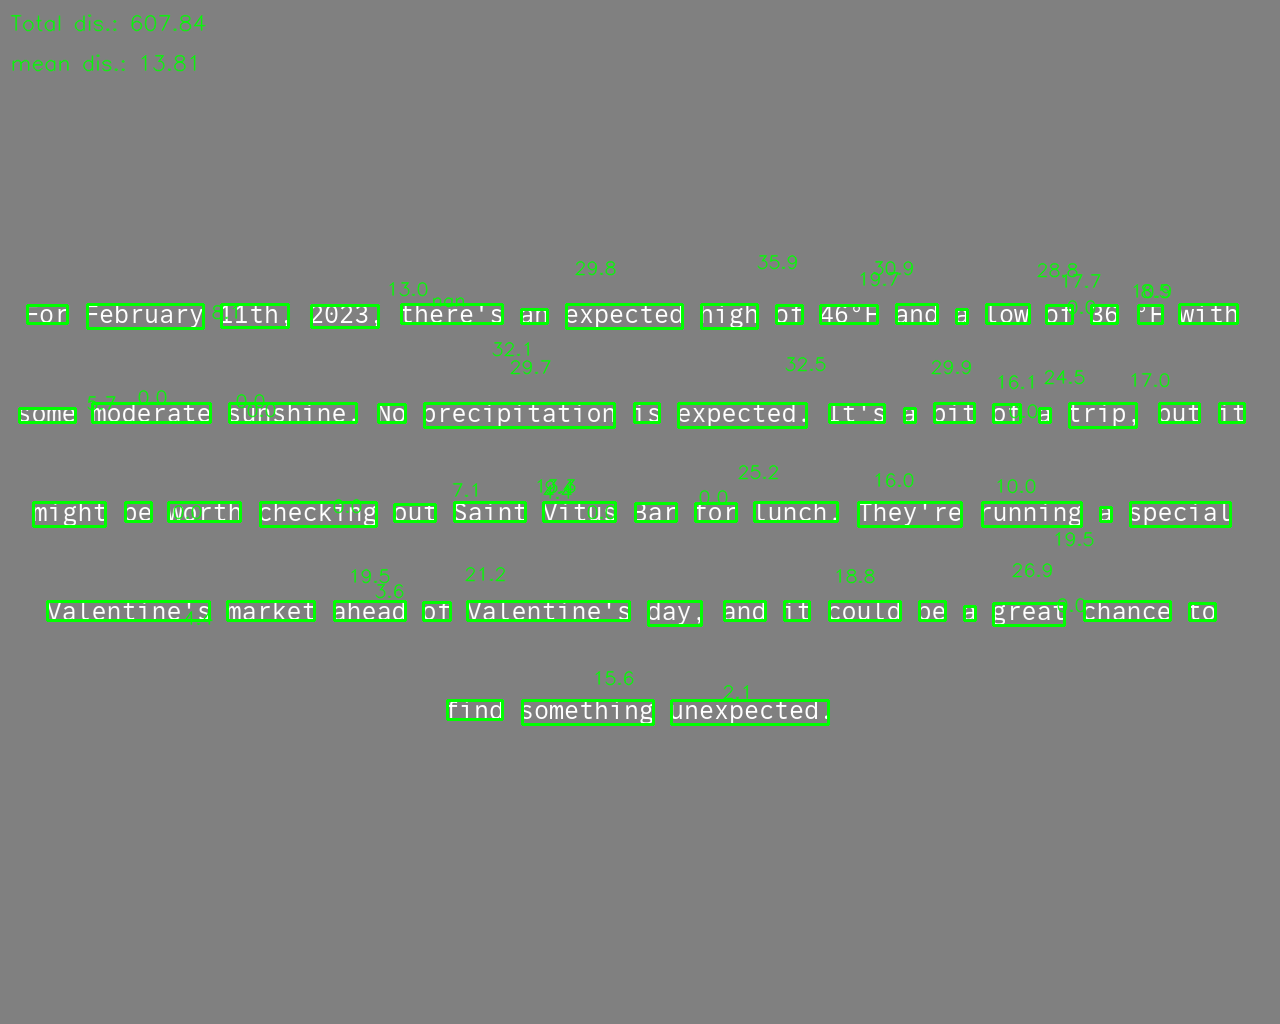 Total dis.: 607.84
mean dis.: 13.81
29.8 35.9 30.9 19.7 28.8 17.7
13.0
For February 11th, 2023, there's an expected high of 46°F and a low of 36 °F with
32.1 29.7 32.5 29.9 16.1 24.5 17.0
5.7 0.0 0.0
some moderate sunshine. No precipitation is expected. It's a bit of a trip, but it
7.1 25.2 16.0 10.0
0.0
might be worth checking out Saint Vitus Bar for lunch. They're running a special
19.5 3.6 21.2 18.8 26.9 19.5
Valentine's market ahead of Valentine's day, and it could be a great chance to
15.6 2.1
find something unexpected.